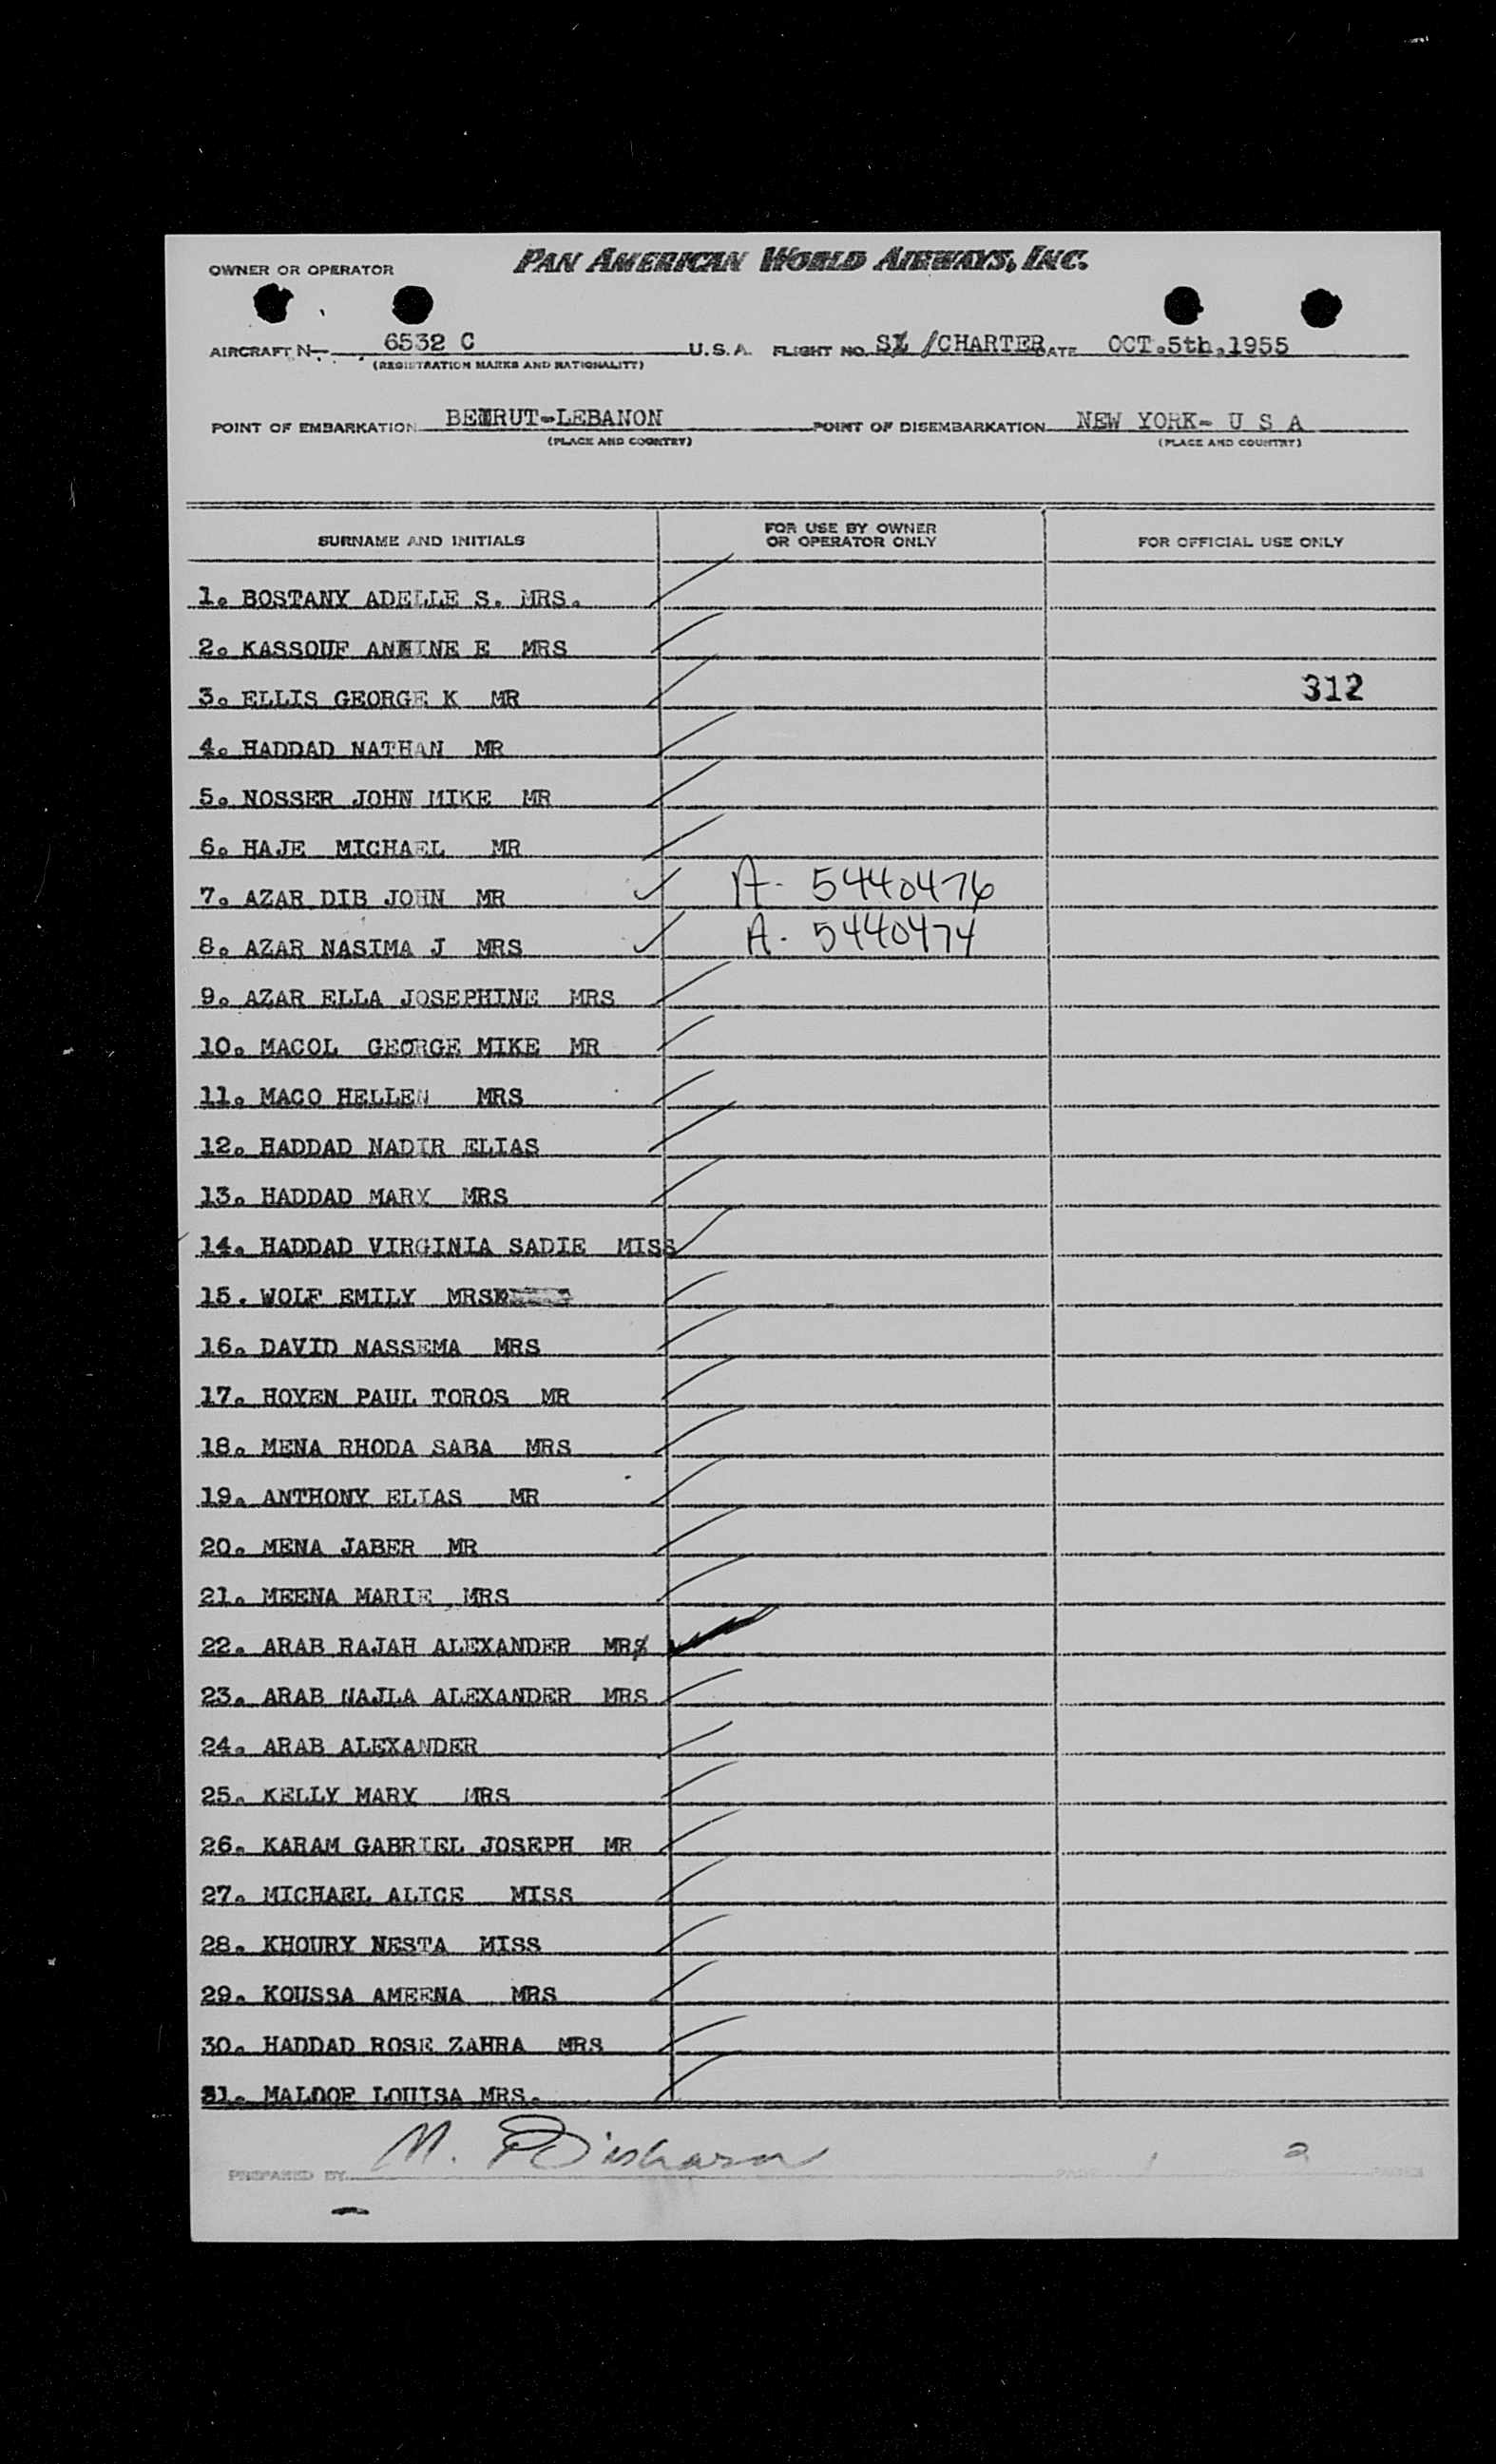 PAN AMERICAN WORLD AIRWAYS, INC.
OWNER OR OPERATOR
AIRCRAFT N 6532 C U.S.A. FLIGHT NO. /CHARTER DATE OCT.5th,1955
(REGISTRATION MARKS AND NATIONALITY)
POINT OF EMBARKATION BEIRUT-LEBANON POINT OF DISEMBARKATION NEW YORK- U S A
(PLACE AND COUNTRY) (PLACE AND COUNTRY)
SURNAME AND INITIALS FOR USE BY OWNER OR OPERATOR ONLY FOR OFFICIAL USE ONLY
1. BOSTANY ADELLE S. MRS.
2. KASSOUF E MRS
3. ELLIS GEORGE K MR 312
4. HADDAD NATHAN MR
5. NOSSER JOHN MIKE MR
6. HAJE MICHAEL MR
7. AZAR DIB JOHN MR A- 5440476
8. AZAR NASIMA J MRS A- 5440474
9. AZAR ELLA JOSEPHINE MRS
10. MACOL GEORGE MIKE MR
11. MACO HELLEN MRS
12. HADDAD NADIR ELIAS
13. HADDAD MARY MRS
14. HADDAD VIRGINIA SADIE MISS
15. WOLF EMILY MRS
16. DAVID NASSEMA MRS
17. HOYEN PAUL TOROS MR
18. MENA RHODA SABA MRS
19. ANTHONY ELIAS MR
20. MENA JABER MR
21. MEENA MARIE MRS
22. ARAB RAJAH ALEXANDER MR
23. ARAB NAJLA ALEXANDER MRS
24. ARAB ALEXANDER
25. KELLY MARY MRS
26. KARAM GABRIEL JOSEPH MR
27. MICHAEL ALICE MISS
28. KHOURY NESTA MISS
29. KOUSSA AMEENA MRS
30. HADDAD ROSE ZAHRA MRS
31. MALOOF LOUISA MRS.
PREPARED BY M. PAGE 1 2 PAGES